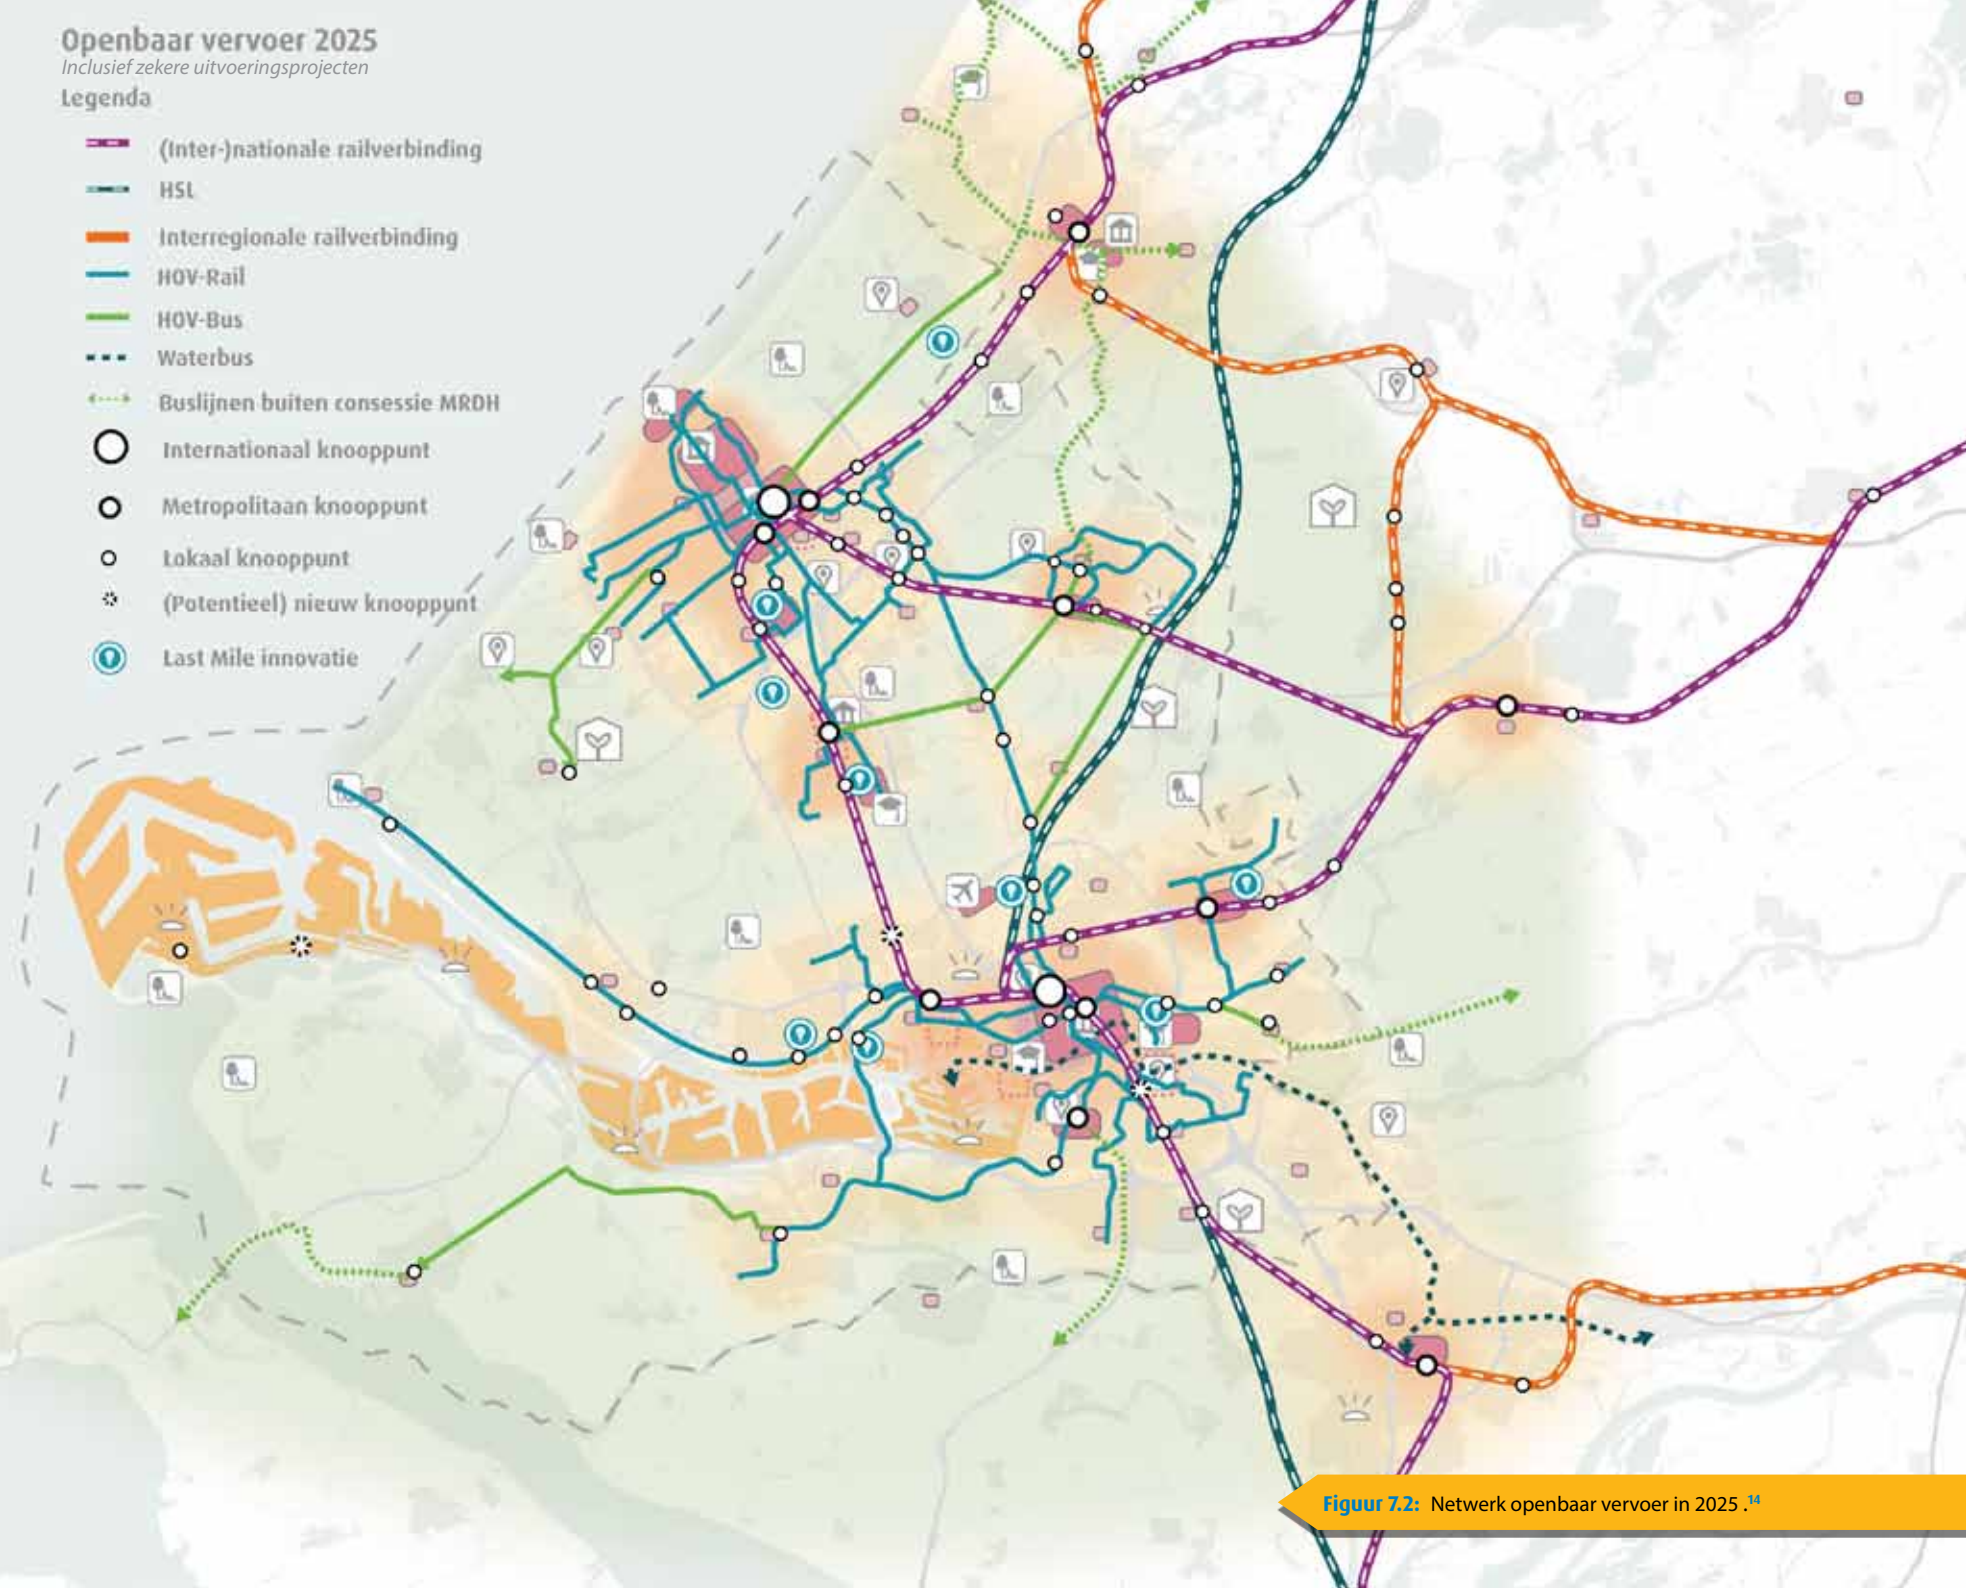 Openbaar vervoer 2025
Inclusief zekere uitvoeringsprojecten
Legenda
(Inter-)nationale railverbinding
HSL
Interregionale railverbinding
HOV-Rail
HOV-Bus
Waterbus
Buslijnen buiten consessie MRDH
Internationaal knooppunt
Metropolitaan knooppunt
Lokaal knooppunt
(Potentieel) nieuw knooppunt
Last Mile innovatie
Figuur 7.2: Netwerk openbaar vervoer in 2025 .14